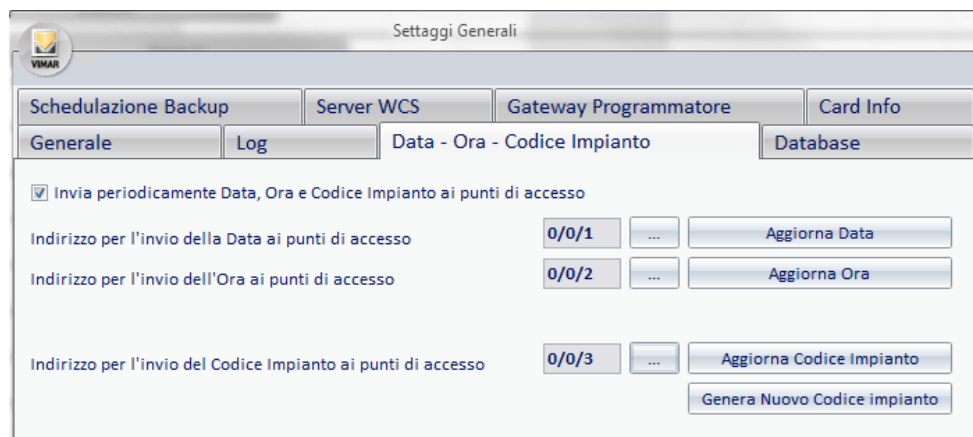 Settaggi Generali
VIMAR
Schedulazione Backup Server WCS Gateway Programmatore Card Info
Generale Log Data - Ora - Codice Impianto Database
Invia periodicamente Data, Ora e Codice Impianto ai punti di accesso
Indirizzo per l'invio della Data ai punti di accesso 0/0/1 ... Aggiorna Data
Indirizzo per l'invio dell'Ora ai punti di accesso 0/0/2 ... Aggiorna Ora
Indirizzo per l'invio del Codice Impianto ai punti di accesso 0/0/3 ... Aggiorna Codice Impianto
Genera Nuovo Codice impianto